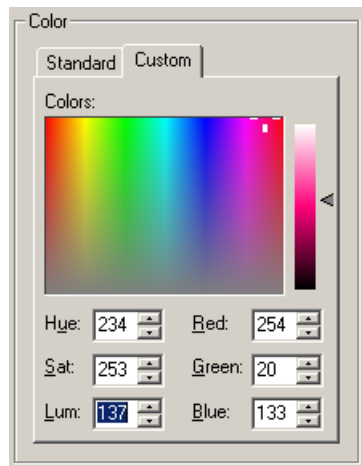 Color
Standard Custom
Colors:
Hue: 234 Red: 254
Sat: 253 Green: 20
Lum: 137 Blue: 133